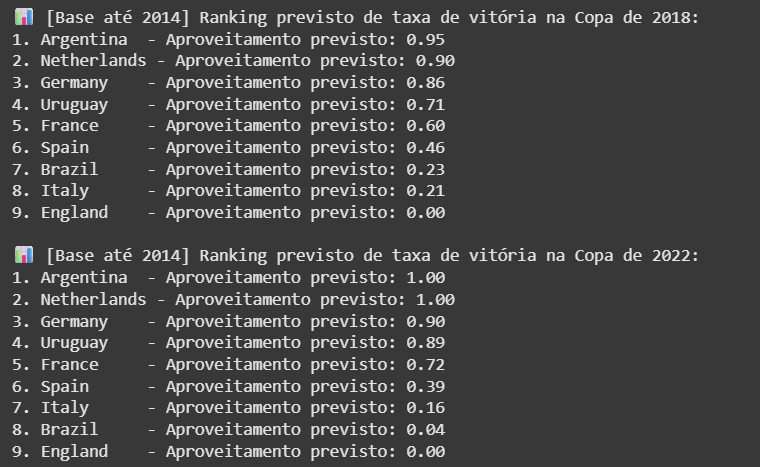 📊 [Base até 2014] Ranking previsto de taxa de vitória na Copa de 2018:
1. Argentina  - Aproveitamento previsto: 0.95
2. Netherlands - Aproveitamento previsto: 0.90
3. Germany    - Aproveitamento previsto: 0.86
4. Uruguay    - Aproveitamento previsto: 0.71
5. France     - Aproveitamento previsto: 0.60
6. Spain      - Aproveitamento previsto: 0.46
7. Brazil     - Aproveitamento previsto: 0.23
8. Italy      - Aproveitamento previsto: 0.21
9. England    - Aproveitamento previsto: 0.00

📊 [Base até 2014] Ranking previsto de taxa de vitória na Copa de 2022:
1. Argentina  - Aproveitamento previsto: 1.00
2. Netherlands - Aproveitamento previsto: 1.00
3. Germany    - Aproveitamento previsto: 0.90
4. Uruguay    - Aproveitamento previsto: 0.89
5. France     - Aproveitamento previsto: 0.72
6. Spain      - Aproveitamento previsto: 0.39
7. Italy      - Aproveitamento previsto: 0.16
8. Brazil     - Aproveitamento previsto: 0.04
9. England    - Aproveitamento previsto: 0.00